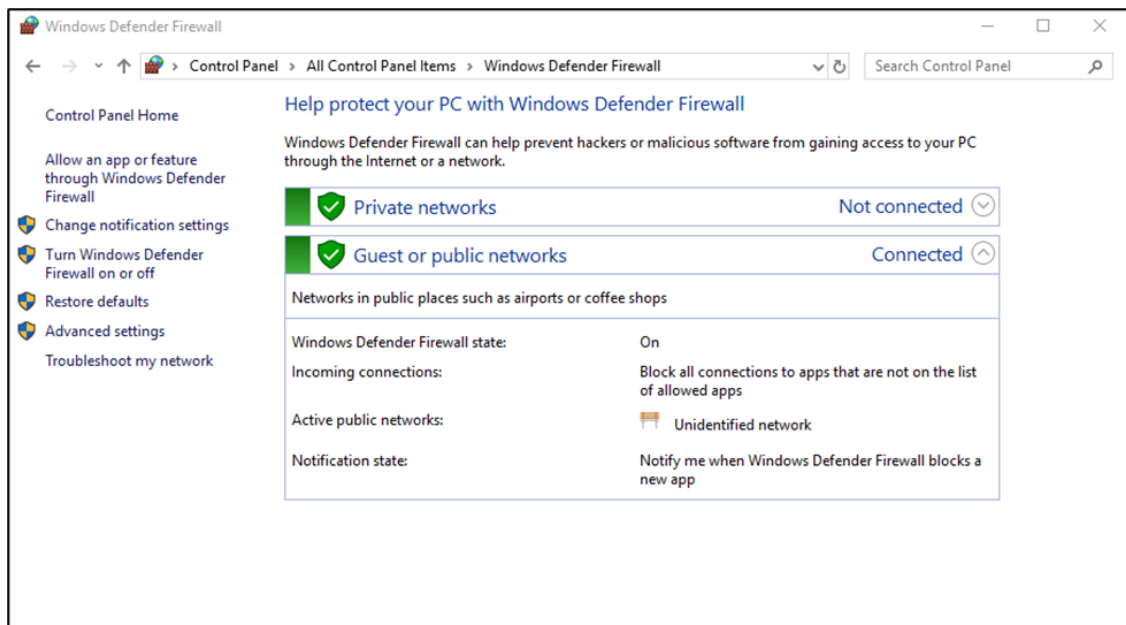 Windows Defender Firewall
Control Panel > All Control Panel Items > Windows Defender Firewall
Search Control Panel
Control Panel Home
Allow an app or feature
through Windows Defender
Firewall
Change notification settings
Turn Windows Defender
Firewall on or off
Restore defaults
Advanced settings
Troubleshoot my network
Help protect your PC with Windows Defender Firewall
Windows Defender Firewall can help prevent hackers or malicious software from gaining access to your PC
through the Internet or a network.
Private networks
Not connected
Guest or public networks
Connected
Networks in public places such as airports or coffee shops
Windows Defender Firewall state:
On
Incoming connections:
Block all connections to apps that are not on the list
of allowed apps
Active public networks:
Unidentified network
Notification state:
Notify me when Windows Defender Firewall blocks a
new app